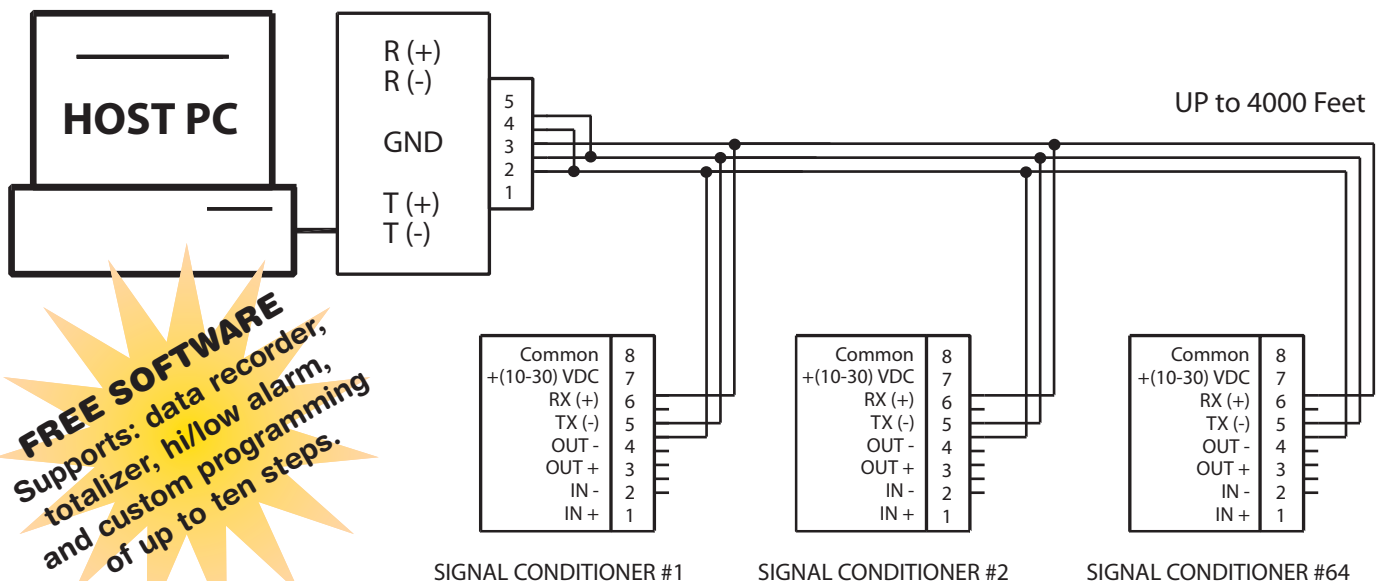 HOST PC
R (+)
R (-)
GND
T (+)
T (-)
5
4
3
2
1
UP to 4000 Feet
FREE SOFTWARE
Supports: data recorder,
totalizer, hi/low alarm,
and custom programming
of up to ten steps.
Common 8
+(10-30) VDC 7
RX (+) 6
TX (-) 5
OUT - 4
OUT + 3
IN - 2
IN + 1
SIGNAL CONDITIONER #1
Common 8
+(10-30) VDC 7
RX (+) 6
TX (-) 5
OUT - 4
OUT + 3
IN - 2
IN + 1
SIGNAL CONDITIONER #2
Common 8
+(10-30) VDC 7
RX (+) 6
TX (-) 5
OUT - 4
OUT + 3
IN - 2
IN + 1
SIGNAL CONDITIONER #64